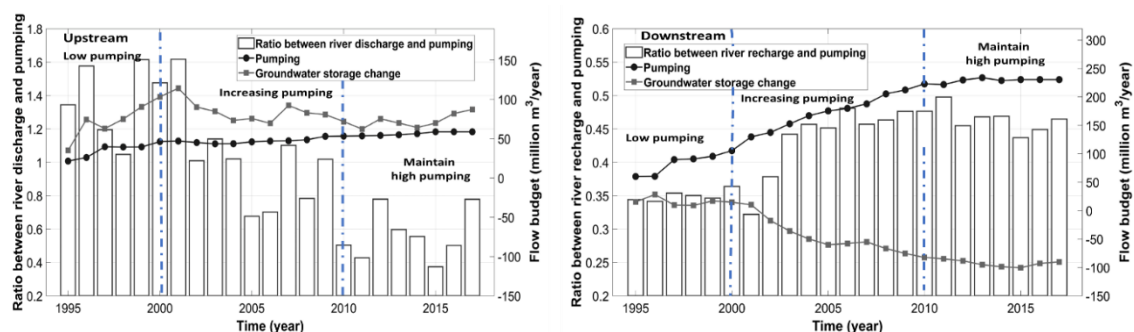 Upstream
Low pumping
Ratio between river discharge and pumping
Pumping
Groundwater storage change
Increasing pumping
Maintain
high pumping
Ratio between river discharge and pumping
1.8
1.6
1.4
1.2
1
0.8
0.6
0.4
0.2
150
100
50
0
-50
-100
-150
Flow budget (million m³/year)
1995
2000
2005
2010
2015
Time (year)
Downstream
Ratio between river recharge and pumping
Pumping
Groundwater storage change
Maintain
high pumping
Increasing pumping
Low pumping
Ratio between river recharge and pumping
0.6
0.55
0.5
0.45
0.4
0.35
0.3
0.25
0.2
300
250
200
150
100
50
0
-50
-100
-150
Flow budget (million m³/year)
1995
2000
2005
2010
2015
Time (year)